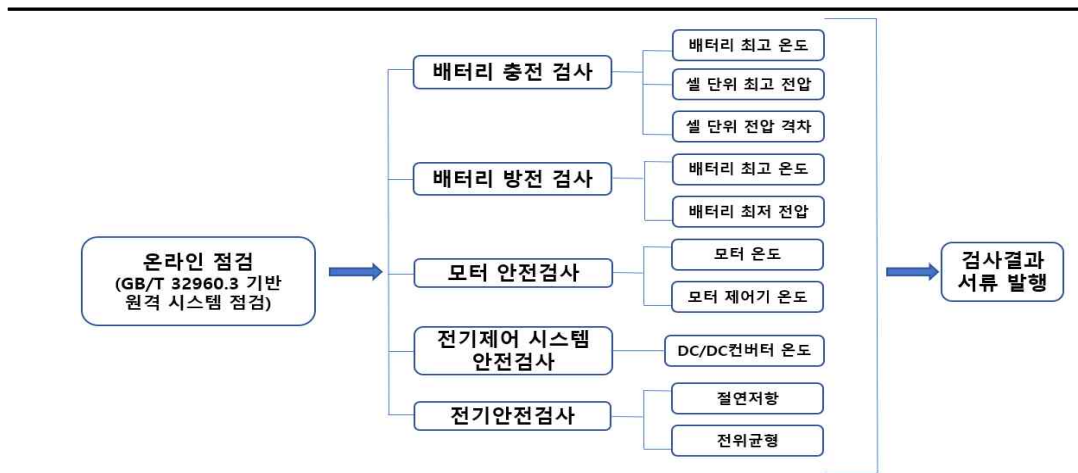 온라인 점검
(GB/T 32960.3 기반
원격 시스템 점검)
배터리 충전 검사
배터리 최고 온도
셀 단위 최고 전압
셀 단위 전압 격차
배터리 방전 검사
배터리 최고 온도
배터리 최저 전압
모터 안전검사
모터 온도
모터 제어기 온도
전기제어 시스템
안전검사
DC/DC컨버터 온도
전기안전검사
절연저항
전위균형
검사결과
서류 발행